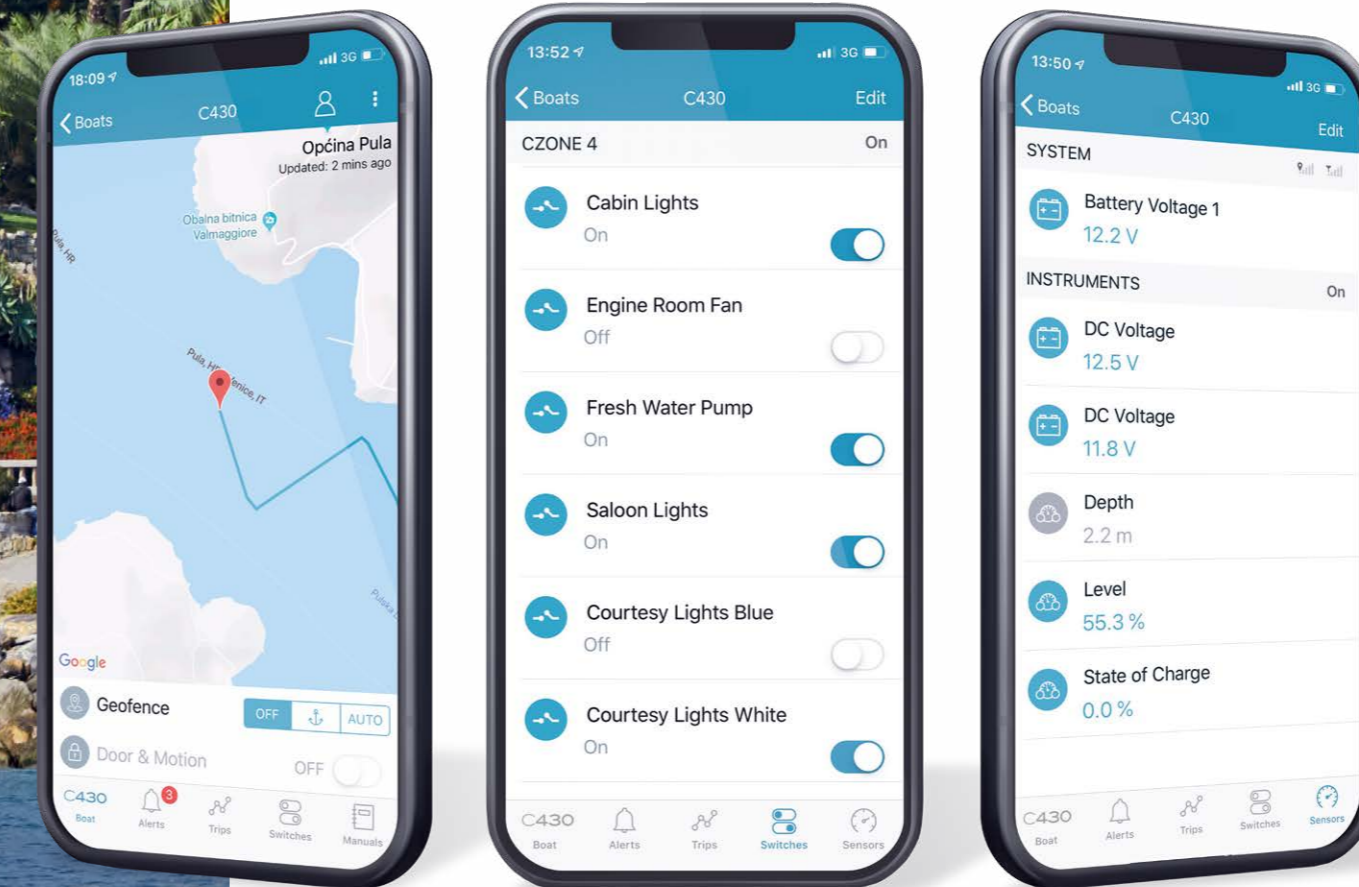 18:09
3G
Boats
C430
Općina Pula
Updated: 2 mins ago
Obalna bitnica
Valmaggiore
Pula, HR
Google
Geofence
OFF
AUTO
Door & Motion
OFF
C430
Boat
3
Alerts
Trips
Switches
Manuals
13:52
3G
Boats
C430
Edit
CZONE 4
On
Cabin Lights
On
Engine Room Fan
Off
Fresh Water Pump
On
Saloon Lights
On
Courtesy Lights Blue
Off
Courtesy Lights White
On
C430
Boat
Alerts
Trips
Switches
Sensors
13:50
3G
Boats
C430
Edit
SYSTEM
Battery Voltage 1
12.2 V
INSTRUMENTS
On
DC Voltage
12.5 V
DC Voltage
11.8 V
Depth
2.2 m
Level
55.3 %
State of Charge
0.0 %
C430
Boat
Alerts
Trips
Switches
Sensors